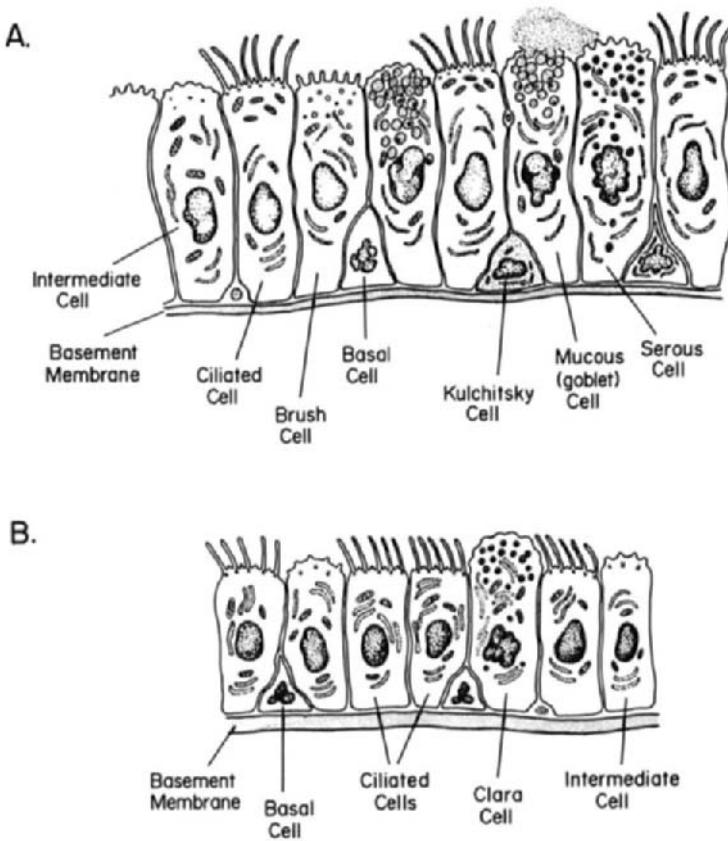 A.
Intermediate
Cell
Basement
Membrane
Ciliated
Cell
Brush
Cell
Basal
Cell
Kulchitsky
Cell
Mucous
(goblet)
Cell
Serous
Cell
B.
Basement
Membrane
Basal
Cell
Ciliated
Cells
Clara
Cell
Intermediate
Cell